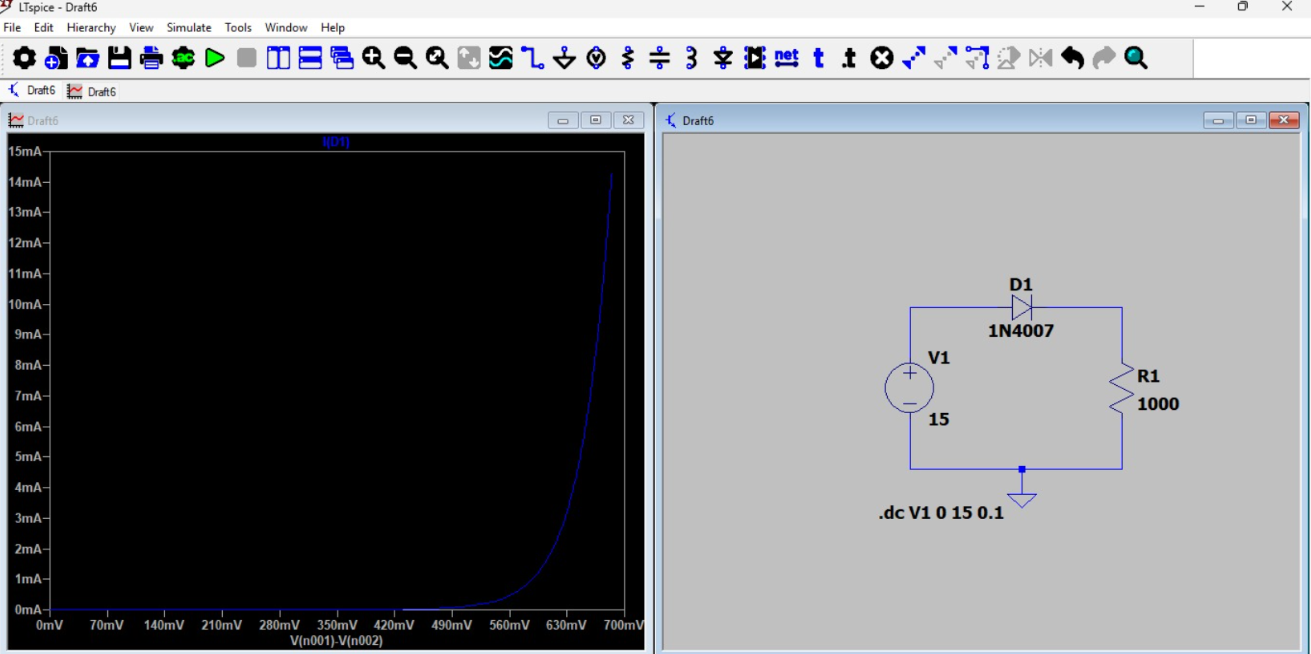 LTspice - Draft6
File Edit Hierarchy View Simulate Tools Window Help
net t .t
Draft6 Draft6
Draft6
I(D1)
15mA
14mA
13mA
12mA
11mA
10mA
9mA
8mA
7mA
6mA
5mA
4mA
3mA
2mA
1mA
0mA
0mV 70mV 140mV 210mV 280mV 350mV 420mV 490mV 560mV 630mV 700mV
V(n001)-V(n002)
Draft6
D1
1N4007
V1
15
R1
1000
.dc V1 0 15 0.1